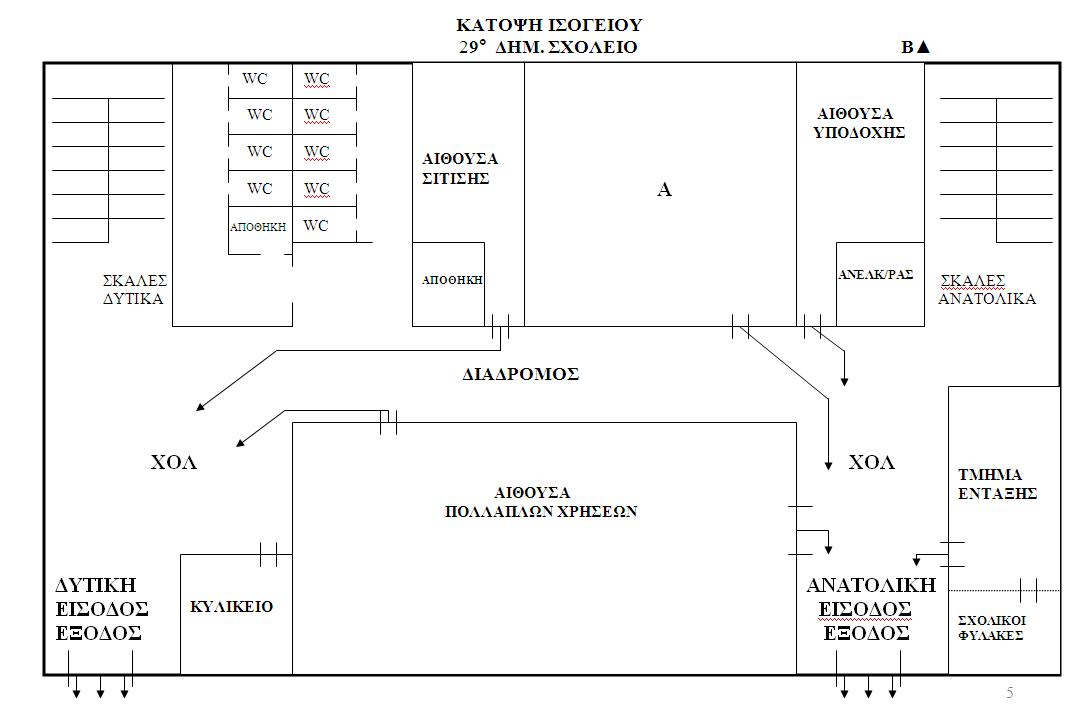 ΚΑΤΟΨΗ ΙΣΟΓΕΙΟΥ
29° ΔΗΜ. ΣΧΟΛΕΙΟ
Β▲
WC WC
WC WC
WC WC
WC WC
ΑΠΟΘΗΚΗ WC
ΑΙΘΟΥΣΑ
ΣΙΤΙΣΗΣ
Α
ΑΙΘΟΥΣΑ
ΥΠΟΔΟΧΗΣ
ΣΚΑΛΕΣ
ΔΥΤΙΚΑ
ΑΠΟΘΗΚΗ
ΑΝΕΛΚ/ΡΑΣ
ΣΚΑΛΕΣ
ΑΝΑΤΟΛΙΚΑ
ΔΙΑΔΡΟΜΟΣ
ΧΟΛ
ΧΟΛ
ΑΙΘΟΥΣΑ
ΠΟΛΛΑΠΛΩΝ ΧΡΗΣΕΩΝ
ΤΜΗΜΑ
ΕΝΤΑΞΗΣ
ΔΥΤΙΚΗ
ΕΙΣΟΔΟΣ
ΕΞΟΔΟΣ
ΚΥΛΙΚΕΙΟ
ΑΝΑΤΟΛΙΚΗ
ΕΙΣΟΔΟΣ
ΕΞΟΔΟΣ
ΣΧΟΛΙΚΟΙ
ΦΥΛΑΚΕΣ
5